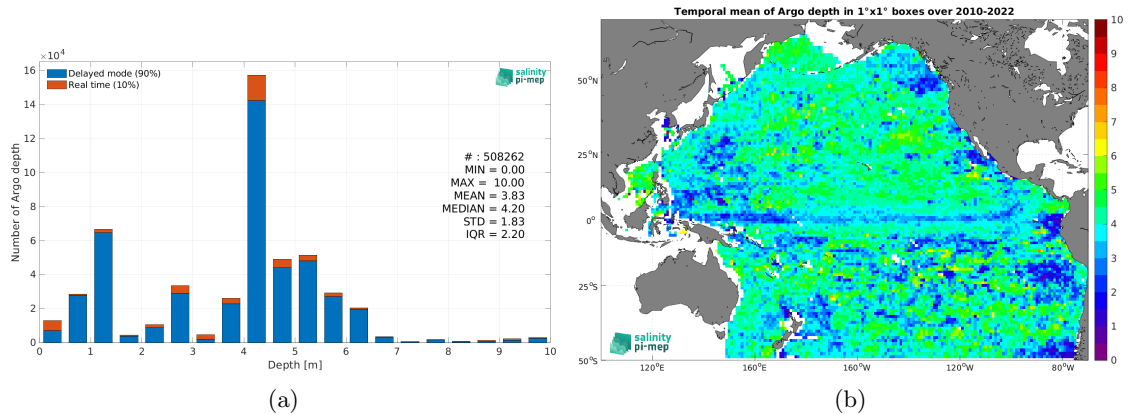 ×10⁴
Delayed mode (90%)
Real time (10%)
salinity
pi-mep
# : 508262
MIN = 0.00
MAX = 10.00
MEAN = 3.83
MEDIAN = 4.20
STD = 1.83
IQR = 2.20
Number of Argo depth
16
14
12
10
8
6
4
2
0
0 1 2 3 4 5 6 7 8 9 10
Depth [m]
(a)
Temporal mean of Argo depth in 1°x1° boxes over 2010-2022
50°N
25°N
0°
25°S
50°S
120°E 160°E 160°W 120°W 80°W
salinity
pi-mep
10
9
8
7
6
5
4
3
2
1
0
(b)